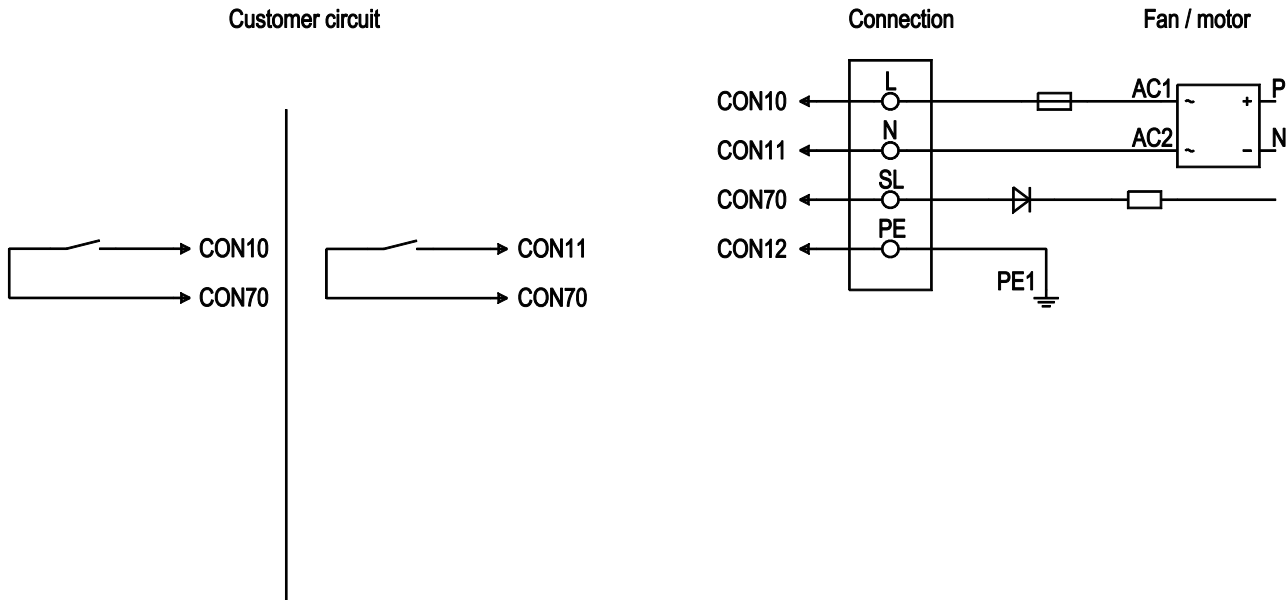 Customer circuit
Connection
Fan / motor
L
CON10
AC1
~
+
P
N
CON11
AC2
~
–
N
SL
CON70
PE
CON12
PE1
CON10
CON70
CON11
CON70